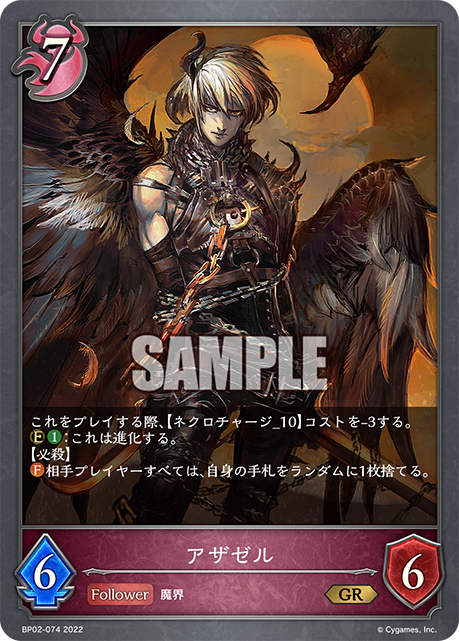 7
SAMPLE
これをプレイする際、【ネクロチャージ_10】コストを-3する。
E 1:これは進化する。
【必殺】
F相手プレイヤーすべては、自身の手札をランダムに1枚捨てる。
アザゼル
6 Follower 魔界 GR 6
BP02-074 2022 © Cygames, Inc.